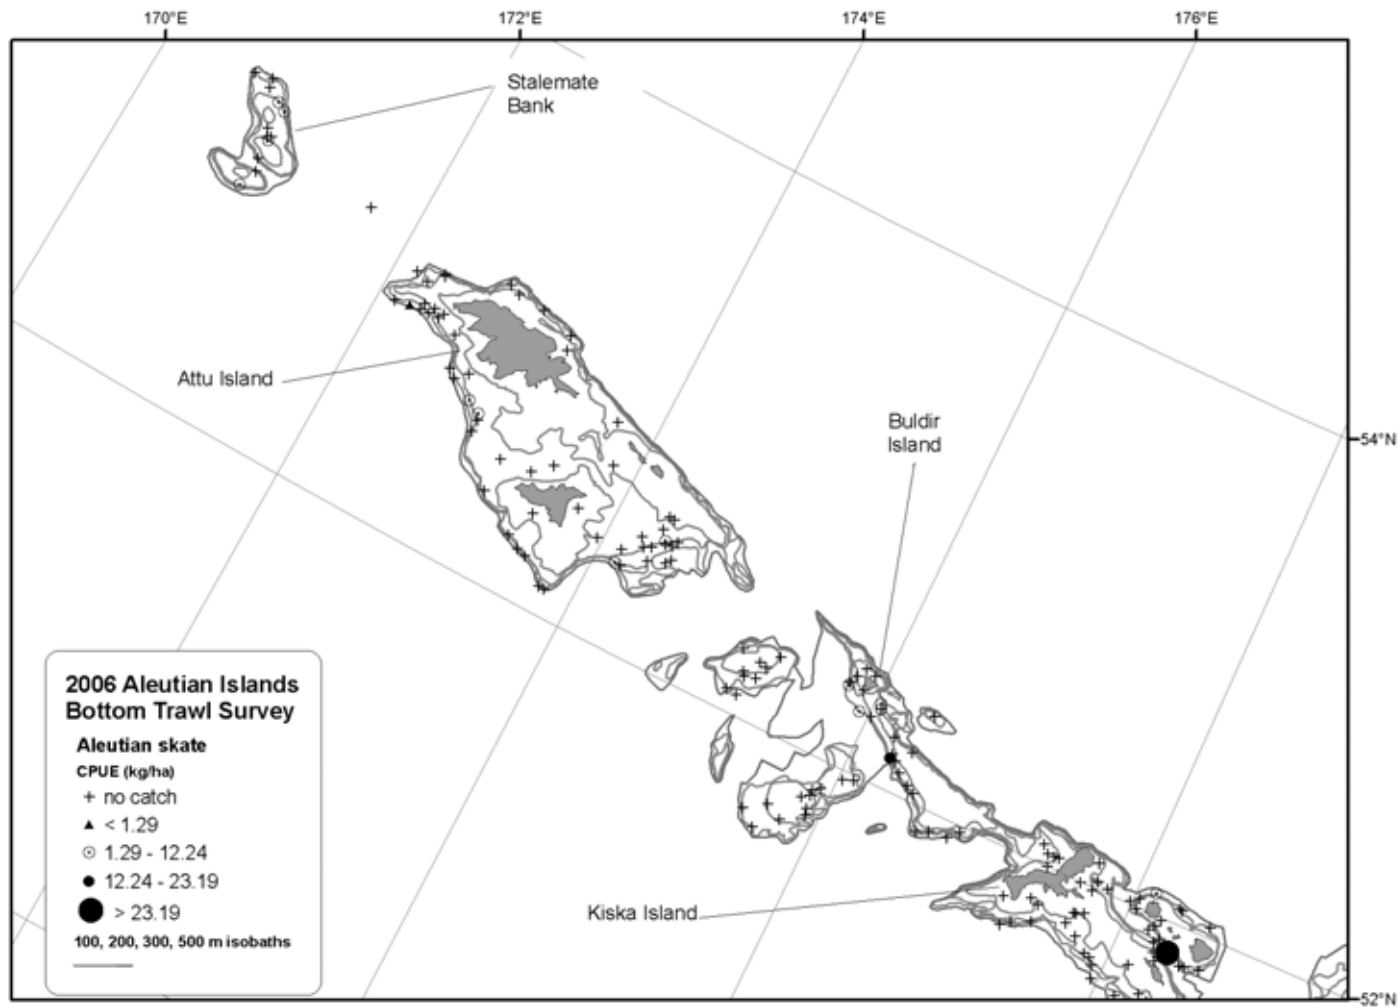 170°E
172°E
174°E
176°E
Stalemate
Bank
Attu Island
Buldir
Island
54°N
2006 Aleutian Islands
Bottom Trawl Survey
Aleutian skate
CPUE (kg/ha)
no catch
< 1.29
1.29 - 12.24
12.24 - 23.19
> 23.19
100, 200, 300, 500 m isobaths
Kiska Island
52°N